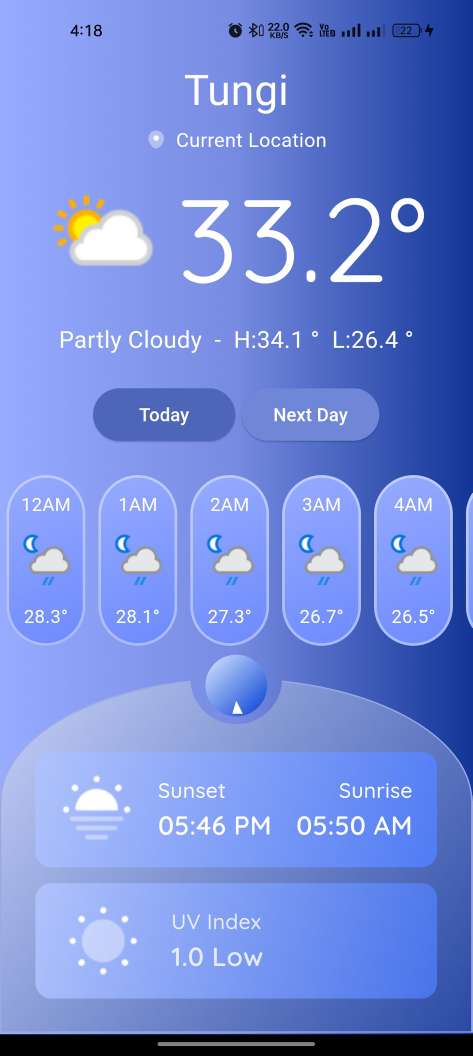 4:18 22.0 KB/S Vo LTED 22
Tungi
Current Location
33.2°
Partly Cloudy - H:34.1 ° L:26.4 °
Today Next Day
12AM 1AM 2AM 3AM 4AM
28.3° 28.1° 27.3° 26.7° 26.5°
Sunset Sunrise
05:46 PM 05:50 AM
UV Index
1.0 Low